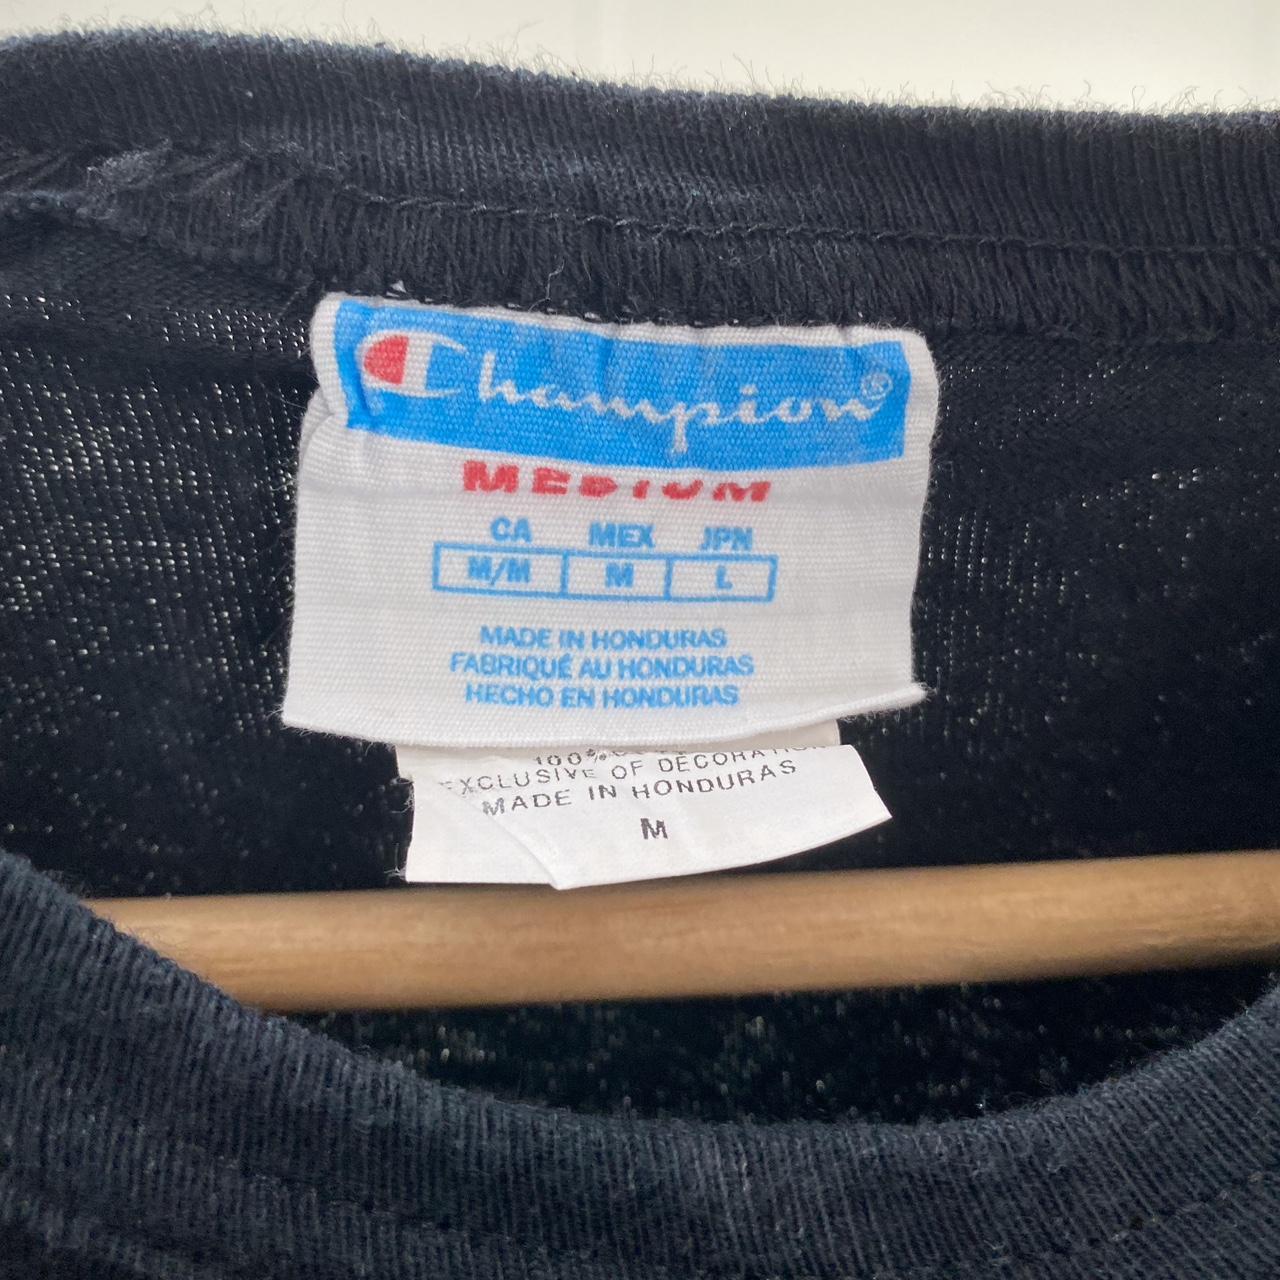 Champion®
MEDIUM
CA MEX JPN
M/M M L
MADE IN HONDURAS
FABRIQUÉ AU HONDURAS
HECHO EN HONDURAS
100%
EXCLUSIVE OF DECORATION
MADE IN HONDURAS
M